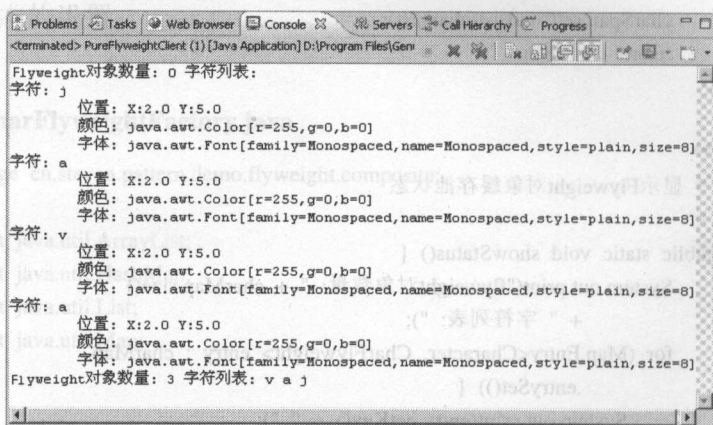 Problems Tasks Web Browser Console Servers Call Hierarchy Progress
<terminated> PureFlyweightClient (1) [Java Application] D:\Program Files\Gen
Flyweight对象数量: 0 字符列表:
字符: j
位置: X:2.0 Y:5.0
颜色: java.awt.Color[r=255,g=0,b=0]
字体: java.awt.Font[family=Monospaced,name=Monospaced,style=plain,size=8]
字符: a
位置: X:2.0 Y:5.0
颜色: java.awt.Color[r=255,g=0,b=0]
字体: java.awt.Font[family=Monospaced,name=Monospaced,style=plain,size=8]
字符: v
位置: X:2.0 Y:5.0
颜色: java.awt.Color[r=255,g=0,b=0]
字体: java.awt.Font[family=Monospaced,name=Monospaced,style=plain,size=8]
字符: a
位置: X:2.0 Y:5.0
颜色: java.awt.Color[r=255,g=0,b=0]
字体: java.awt.Font[family=Monospaced,name=Monospaced,style=plain,size=8]
Flyweight对象数量: 3 字符列表: v a j